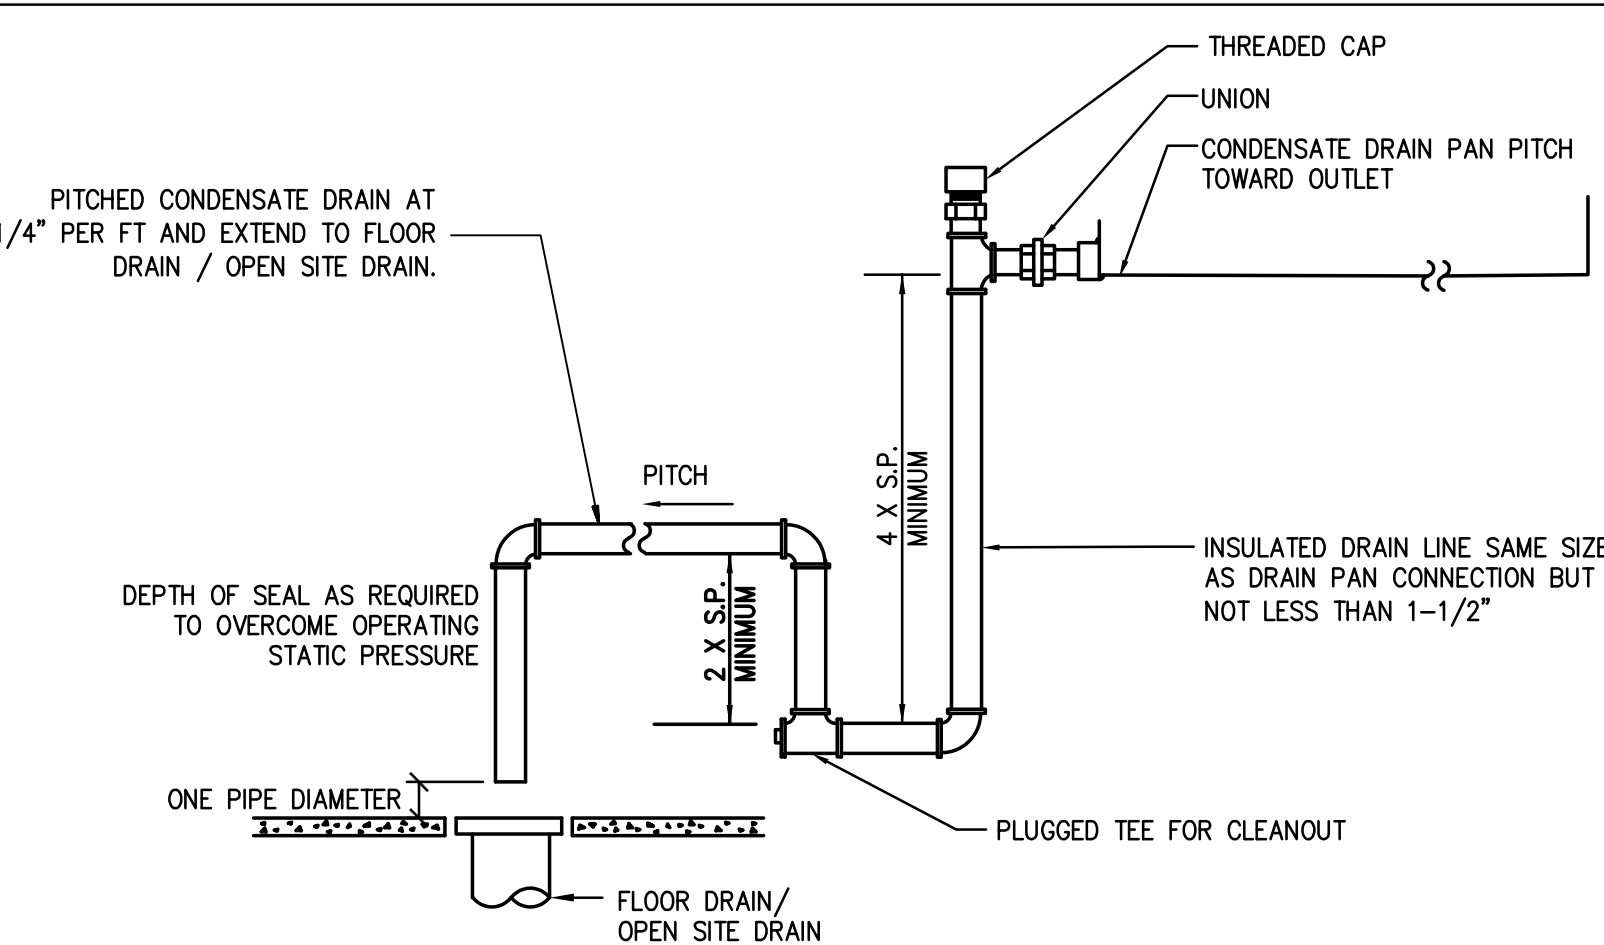 THREADED CAP
UNION
CONDENSATE DRAIN PAN PITCH
TOWARD OUTLET
PITCHED CONDENSATE DRAIN AT
1/4" PER FT AND EXTEND TO FLOOR
DRAIN / OPEN SITE DRAIN.
PITCH
4 X S.P.
MINIMUM
INSULATED DRAIN LINE SAME SIZE
AS DRAIN PAN CONNECTION BUT
NOT LESS THAN 1-1/2"
DEPTH OF SEAL AS REQUIRED
TO OVERCOME OPERATING
STATIC PRESSURE
2 X S.P.
MINIMUM
ONE PIPE DIAMETER
PLUGGED TEE FOR CLEANOUT
FLOOR DRAIN/
OPEN SITE DRAIN